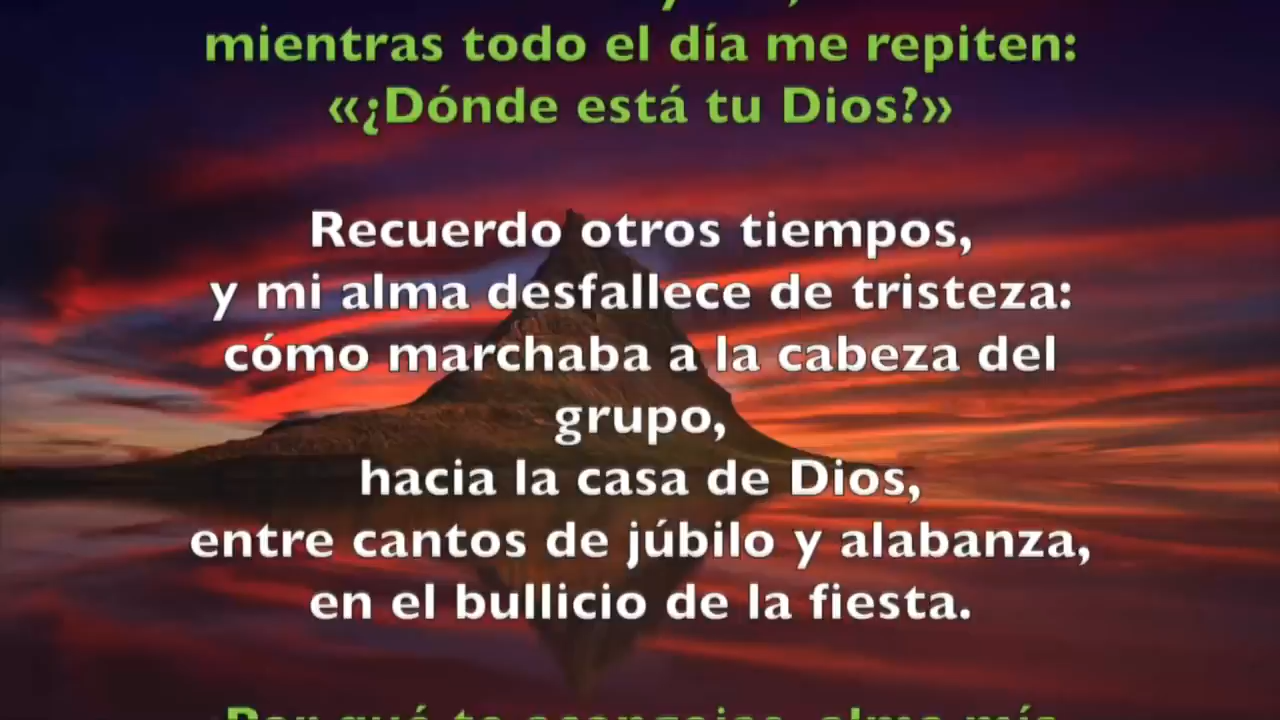 mientras todo el día me repiten:
«¿Dónde está tu Dios?»
Recuerdo otros tiempos,
y mi alma desfallece de tristeza:
cómo marchaba a la cabeza del
grupo,
hacia la casa de Dios,
entre cantos de júbilo y alabanza,
en el bullicio de la fiesta.